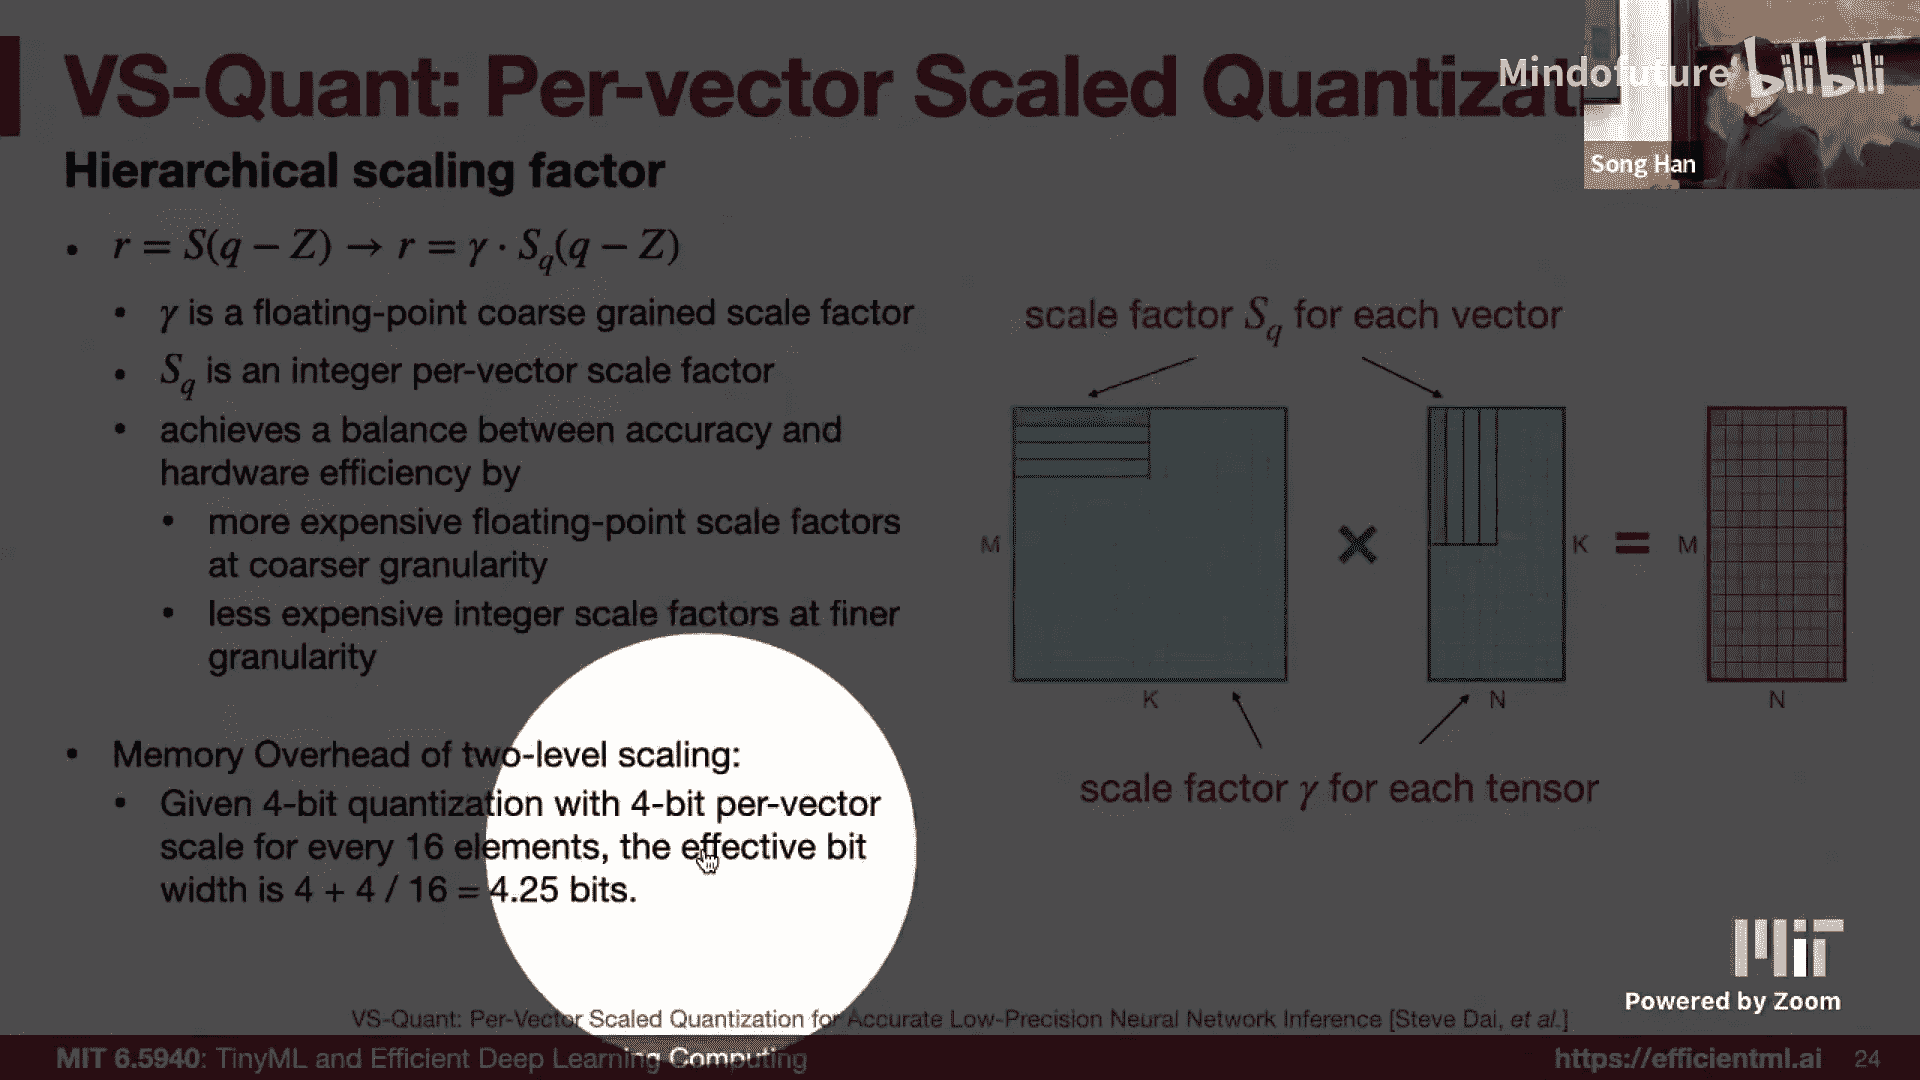 VS-Quant: Per-vector Scaled Quantizati
Mindofuture
bilibili
Song Han
Hierarchical scaling factor
• r = S(q − Z) → r = γ · S_q(q − Z)
• γ is a floating-point coarse grained scale factor
• S_q is an integer per-vector scale factor
• achieves a balance between accuracy and
hardware efficiency by
• more expensive floating-point scale factors
at coarser granularity
• less expensive integer scale factors at finer
granularity
• Memory Overhead of two-level scaling:
• Given 4-bit quantization with 4-bit per-vector
scale for every 16 elements, the effective bit
width is 4 + 4 / 16 = 4.25 bits.
scale factor S_q for each vector
M
×
K
=
M
K
N
N
scale factor γ for each tensor
MIT
Powered by Zoom
VS-Quant: Per-Vector Scaled Quantization for Accurate Low-Precision Neural Network Inference [Steve Dai, et al.]
MIT 6.5940: TinyML and Efficient Deep Learning Computing
https://efficientml.ai
24